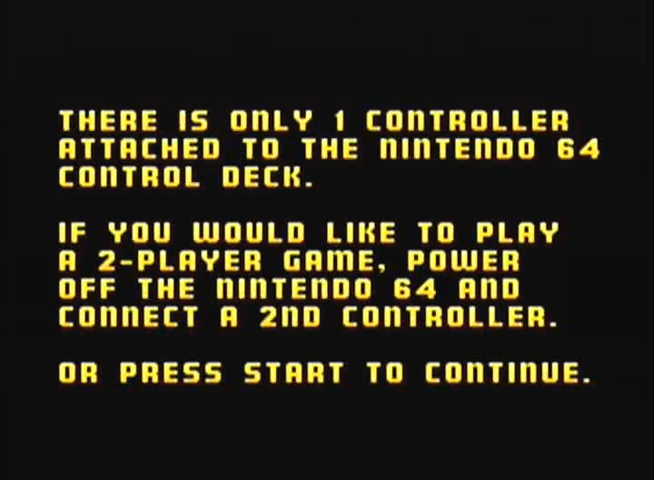 THERE IS ONLY 1 CONTROLLER
ATTACHED TO THE NINTENDO 64
CONTROL DECK.
IF YOU WOULD LIKE TO PLAY
A 2-PLAYER GAME, POWER
OFF THE NINTENDO 64 AND
CONNECT A 2ND CONTROLLER.
OR PRESS START TO CONTINUE.